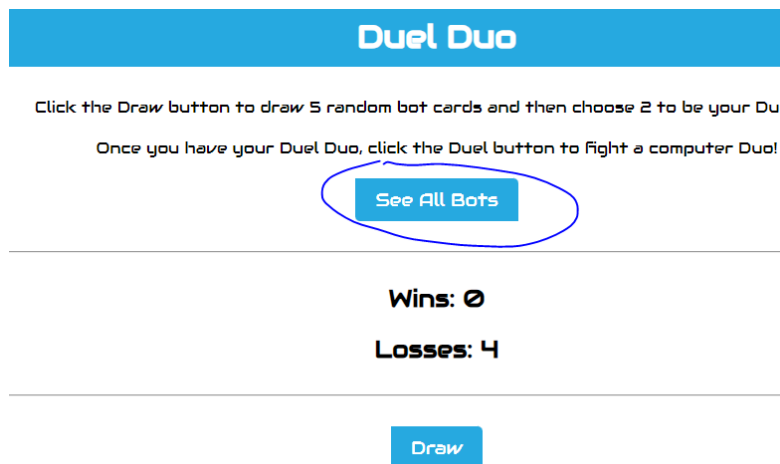 Duel Duo
Click the Draw button to draw 5 random bot cards and then choose 2 to be your Du
Once you have your Duel Duo, click the Duel button to fight a computer Duo!
See All Bots
Wins: 0
Losses: 4
Draw